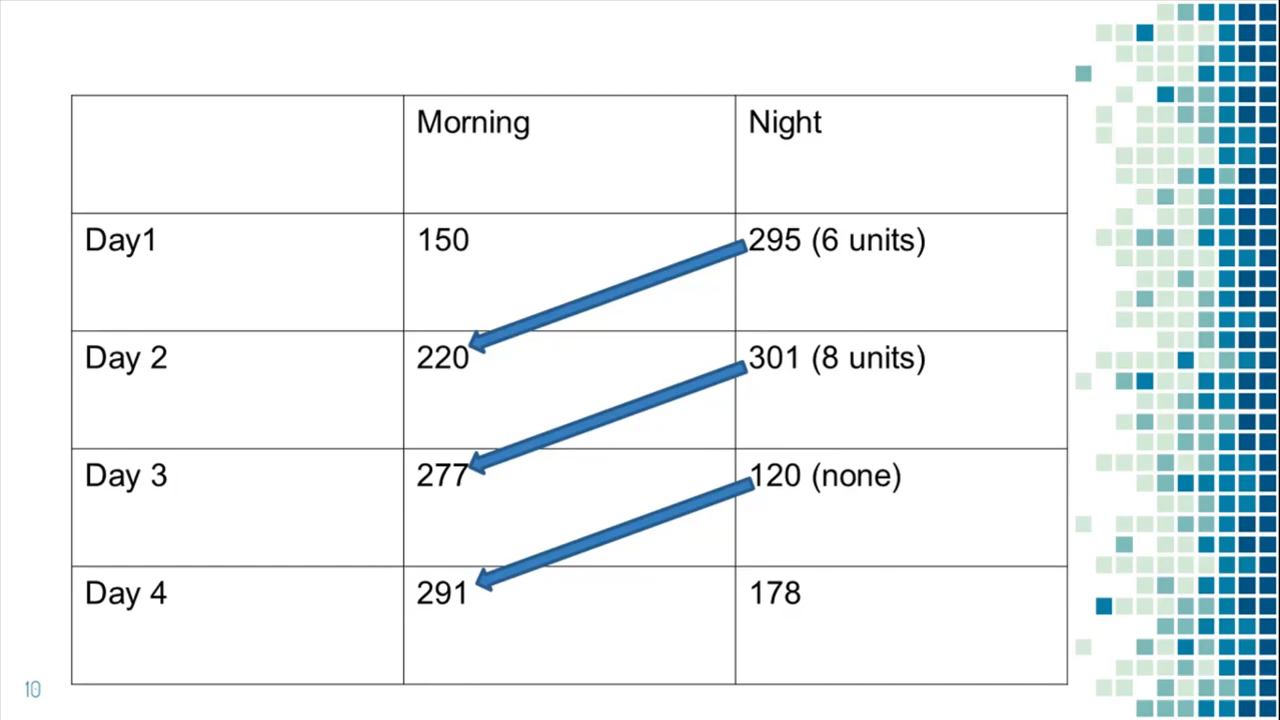 Morning Night
Day1 150 295 (6 units)
Day 2 220 301 (8 units)
Day 3 277 120 (none)
Day 4 291 178
10